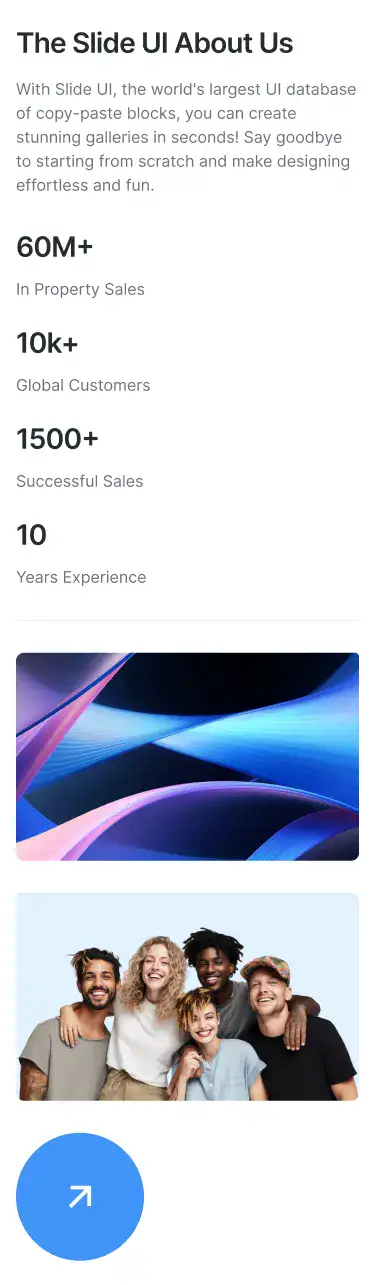 The Slide UI About Us
With Slide UI, the world's largest UI database
of copy-paste blocks, you can create
stunning galleries in seconds! Say goodbye
to starting from scratch and make designing
effortless and fun.
60M+
In Property Sales
10k+
Global Customers
1500+
Successful Sales
10
Years Experience